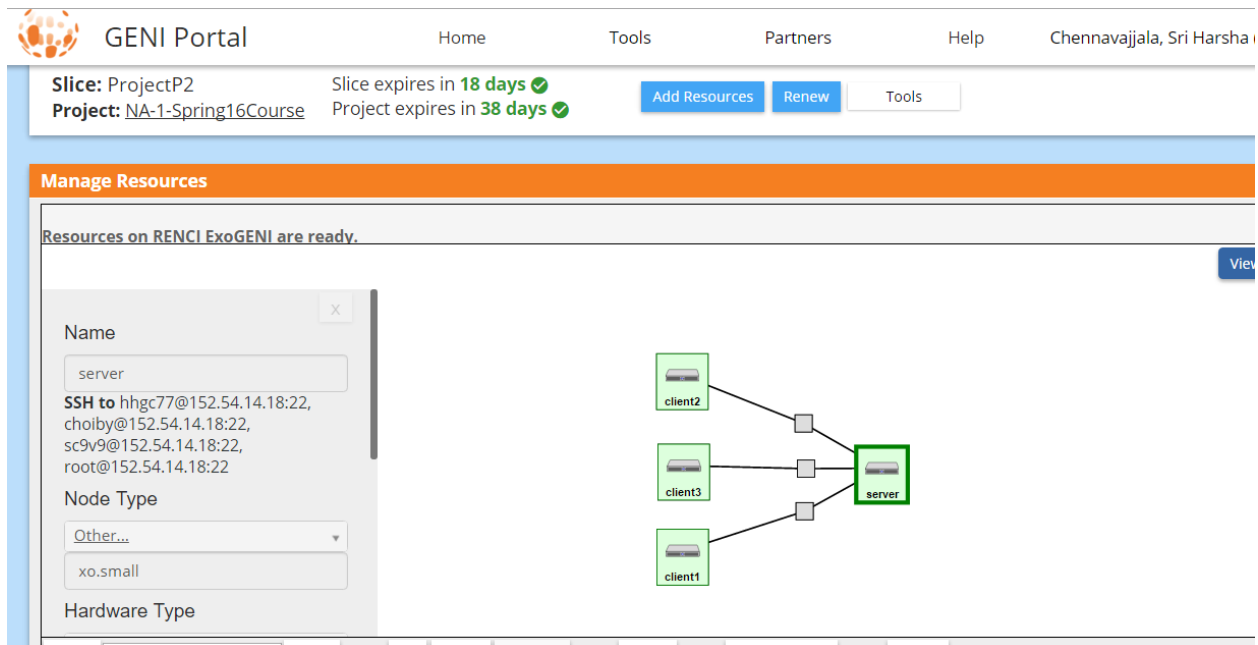 GENI Portal
Home
Tools
Partners
Help
Chennavajjala, Sri Harsha (
Slice: ProjectP2
Project: NA-1-Spring16Course
Slice expires in 18 days
Project expires in 38 days
Add Resources
Renew
Tools
Manage Resources
Resources on RENCI ExoGENI are ready.
View
X
Name
server
SSH to hhgc77@152.54.14.18:22,
choiby@152.54.14.18:22,
sc9v9@152.54.14.18:22,
root@152.54.14.18:22
Node Type
Other...
xo.small
Hardware Type
client2
client3
client1
server